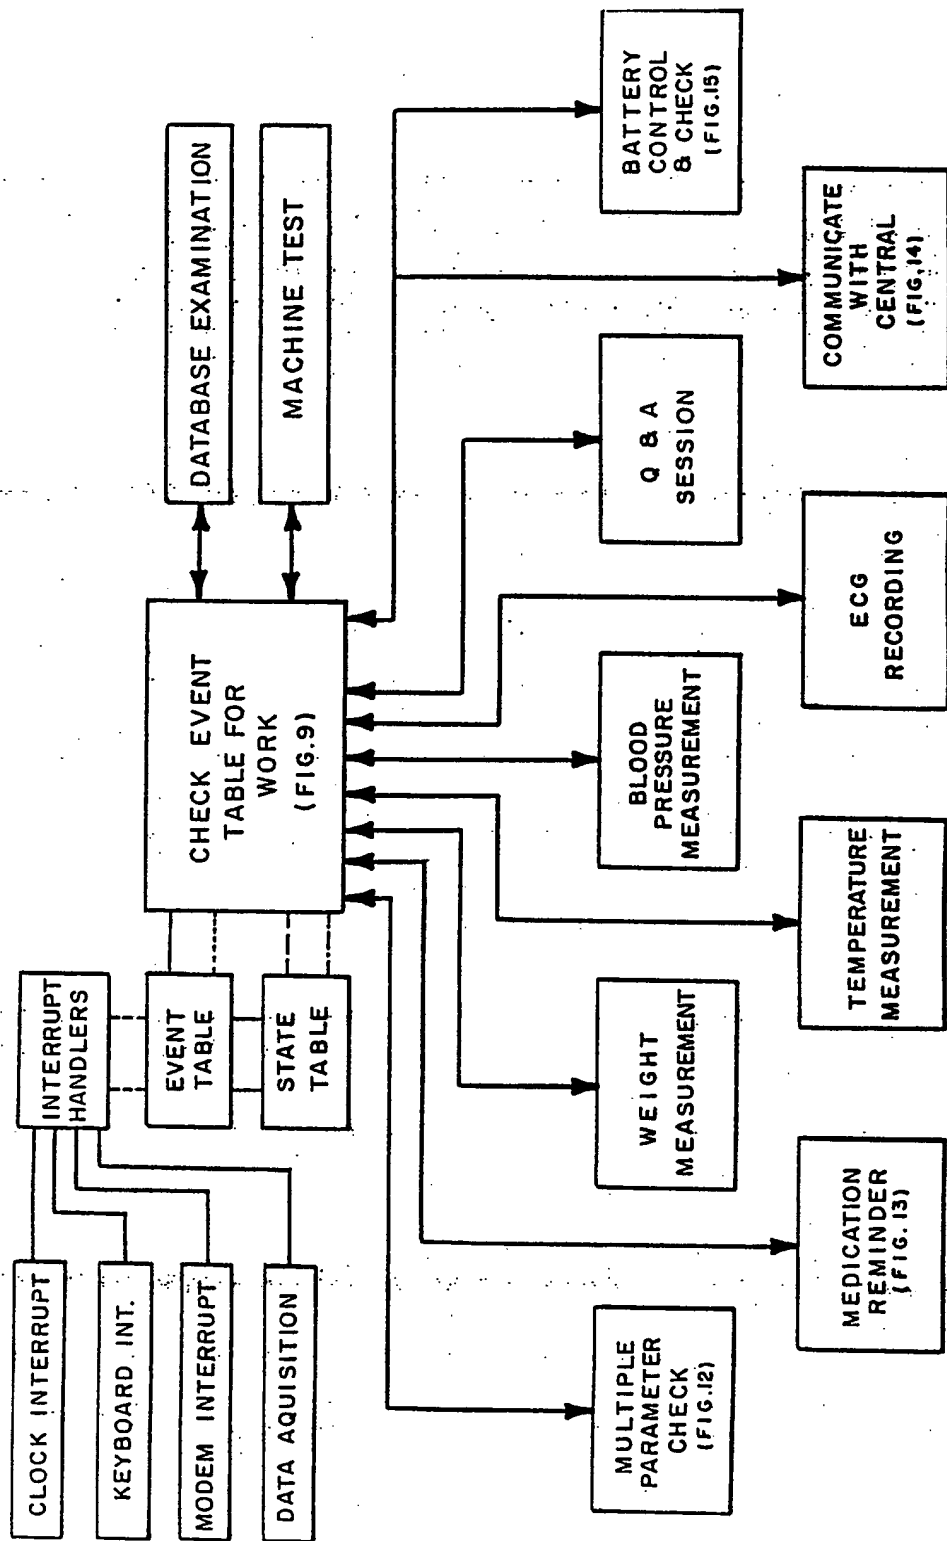 CLOCK INTERRUPT
KEYBOARD INT.
MODEM INTERRUPT
DATA AQUISITION
INTERRUPT
HANDLERS
EVENT
TABLE
STATE
TABLE
CHECK EVENT
TABLE FOR
WORK
(FIG.9)
DATABASE EXAMINATION
MACHINE TEST
MULTIPLE
PARAMETER
CHECK
(FIG.12)
MEDICATION
REMINDER
(FIG. 13)
WEIGHT
MEASUREMENT
TEMPERATURE
MEASUREMENT
BLOOD
PRESSURE
MEASUREMENT
ECG
RECORDING
Q & A
SESSION
COMMUNICATE
WITH
CENTRAL
(FIG.14)
BATTERY
CONTROL
& CHECK
(FIG.15)